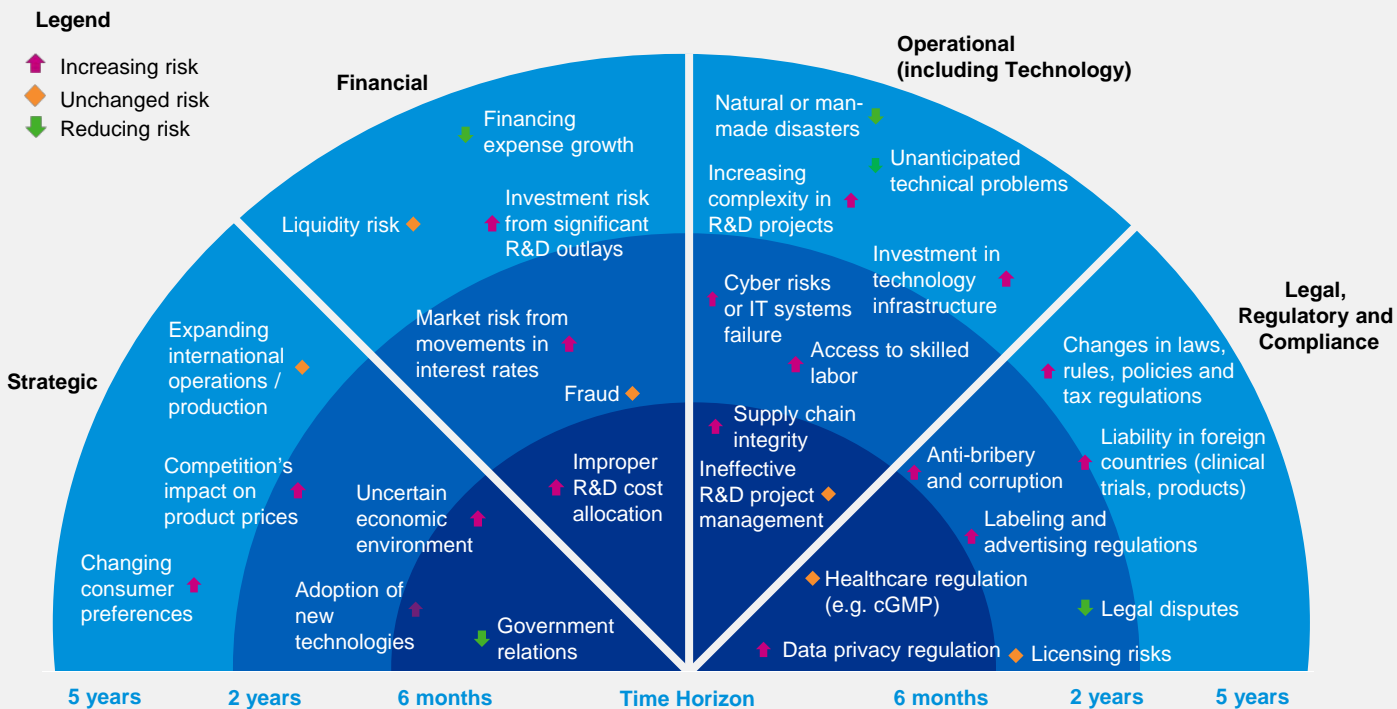 Legend
Increasing risk
Unchanged risk
Reducing risk
Financial
Operational
(including Technology)
Strategic
Legal,
Regulatory and
Compliance
Financing
expense growth
Liquidity risk
Investment risk
from significant
R&D outlays
Market risk from
movements in
interest rates
Fraud
Improper
R&D cost
allocation
Natural or man-
made disasters
Unanticipated
technical problems
Increasing
complexity in
R&D projects
Investment in
technology
infrastructure
Cyber risks
or IT systems
failure
Access to skilled
labor
Supply chain
integrity
Ineffective
R&D project
management
Expanding
international
operations /
production
Competition's
impact on
product prices
Changing
consumer
preferences
Uncertain
economic
environment
Adoption of
new
technologies
Government
relations
Changes in laws,
rules, policies and
tax regulations
Liability in foreign
countries (clinical
trials, products)
Anti-bribery
and corruption
Labeling and
advertising regulations
Healthcare regulation
(e.g. cGMP)
Legal disputes
Data privacy regulation
Licensing risks
5 years
2 years
6 months
Time Horizon
6 months
2 years
5 years